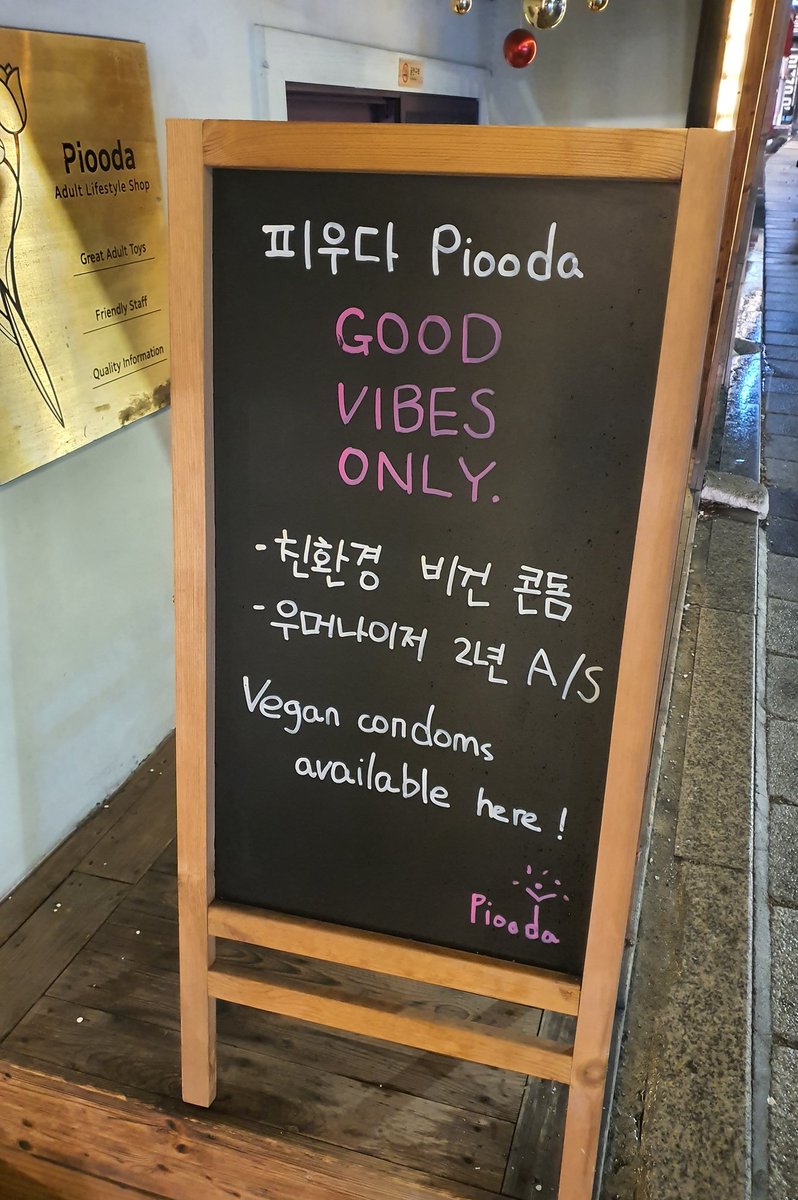 Piooda
Adult Lifestyle Shop
Great Adult Toys
Friendly Staff
Quality Information
피우다 Piooda
GOOD
VIBES
ONLY.
-친환경 비건 콘돔
-우머나이저 2년 A/S
Vegan condoms
available here!
Piooda